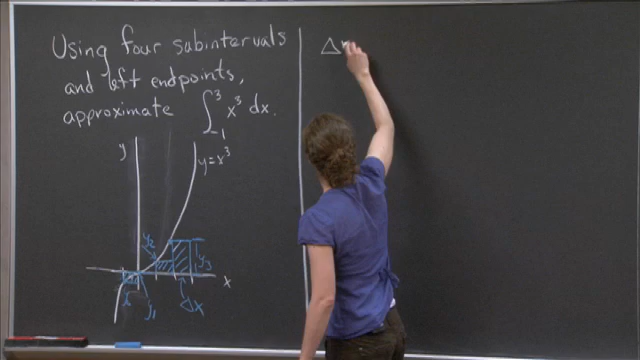 Using four subintervals
and left endpoints,
approximate ∫₋₁³ x³ dx.
y
y=x³
y₂
y₃
x
y₁
Δx
Δ